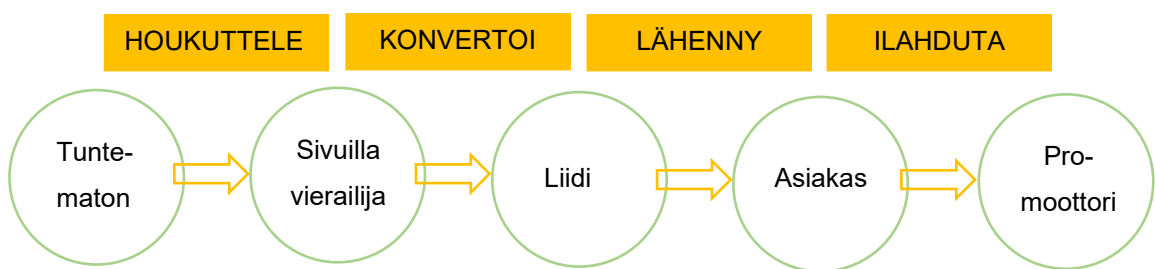 HOUKUTTELE
KONVERTOI
LÄHENNY
ILAHDUTA
Tunte-
maton
Sivuilla
vierailija
Liidi
Asiakas
Pro-
moottori